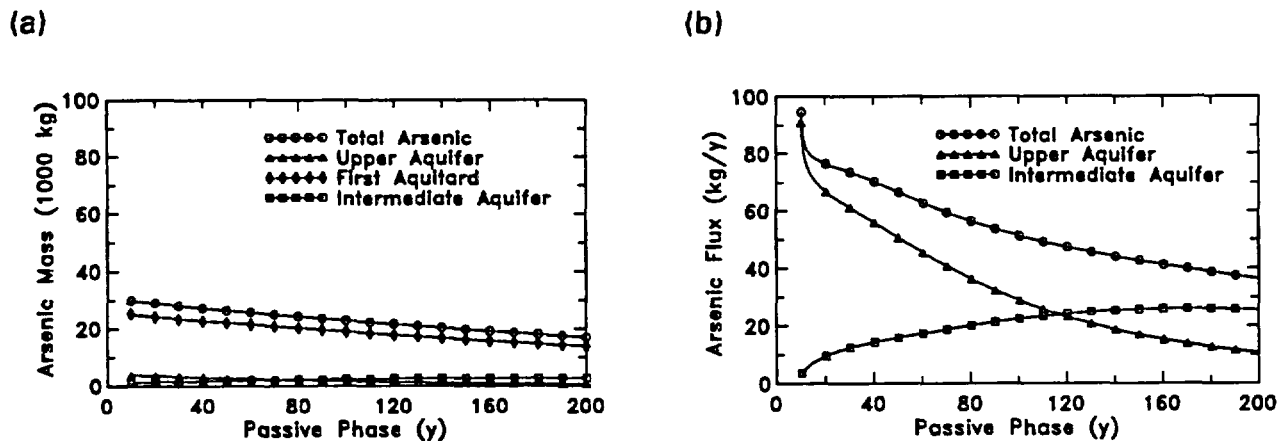 (a)
(b)
Arsenic Mass (1000 kg)
100
80
60
40
20
0
Total Arsenic
Upper Aquifer
First Aquitard
Intermediate Aquifer
0 40 80 120 160 200
Passive Phase (y)
Arsenic Flux (kg/y)
100
80
60
40
20
0
Total Arsenic
Upper Aquifer
Intermediate Aquifer
0 40 80 120 160 200
Passive Phase (y)